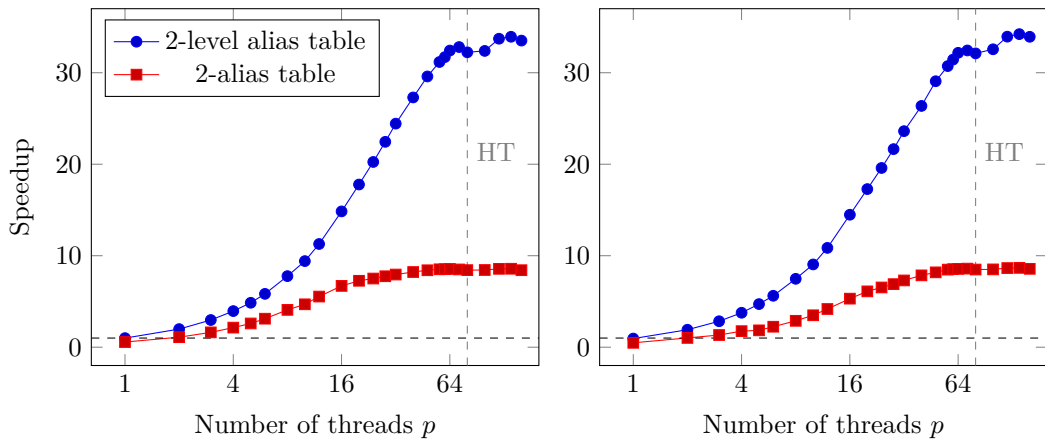 2-level alias table
2-alias table
Speedup
30
20
10
0
HT
1
4
16
64
Number of threads p
30
20
10
0
HT
1
4
16
64
Number of threads p